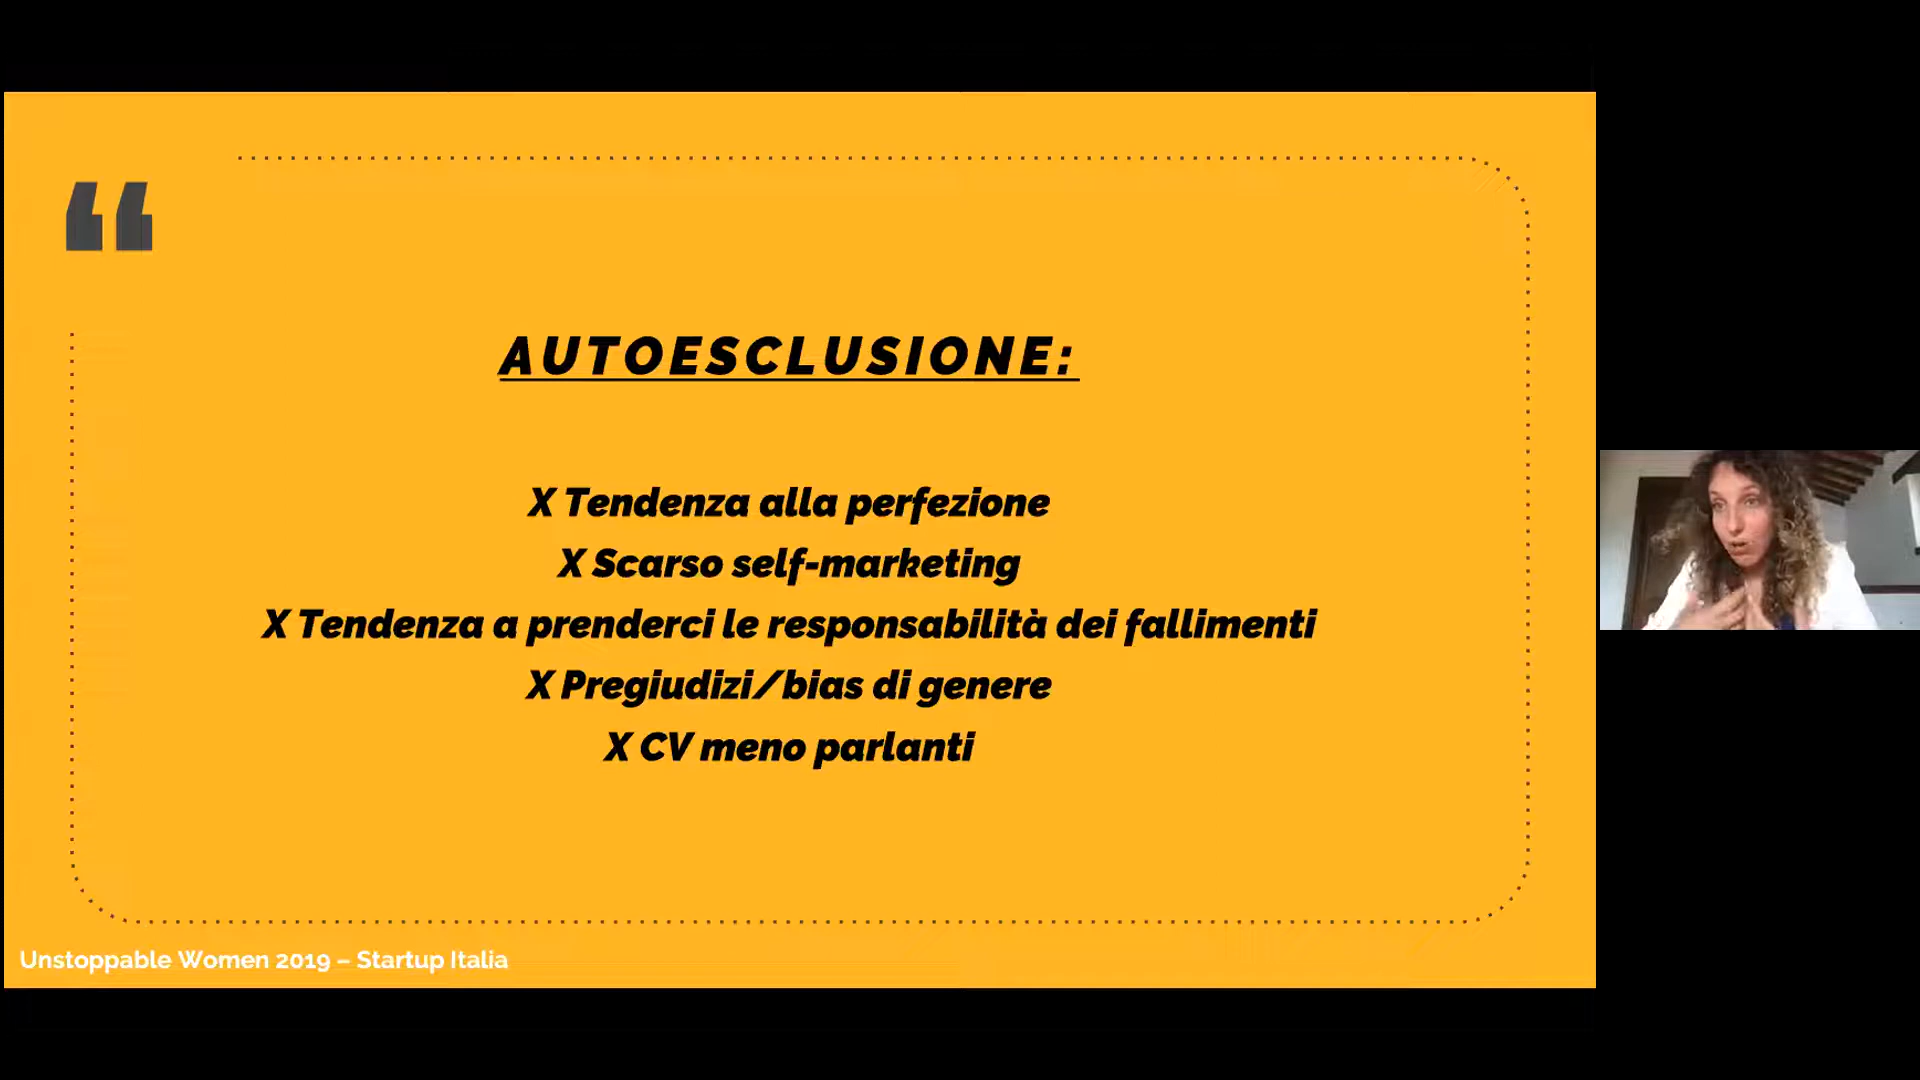 “
AUTOESCLUSIONE:
X Tendenza alla perfezione
X Scarso self-marketing
X Tendenza a prenderci le responsabilità dei fallimenti
X Pregiudizi/bias di genere
X CV meno parlanti
Unstoppable Women 2019 – Startup Italia